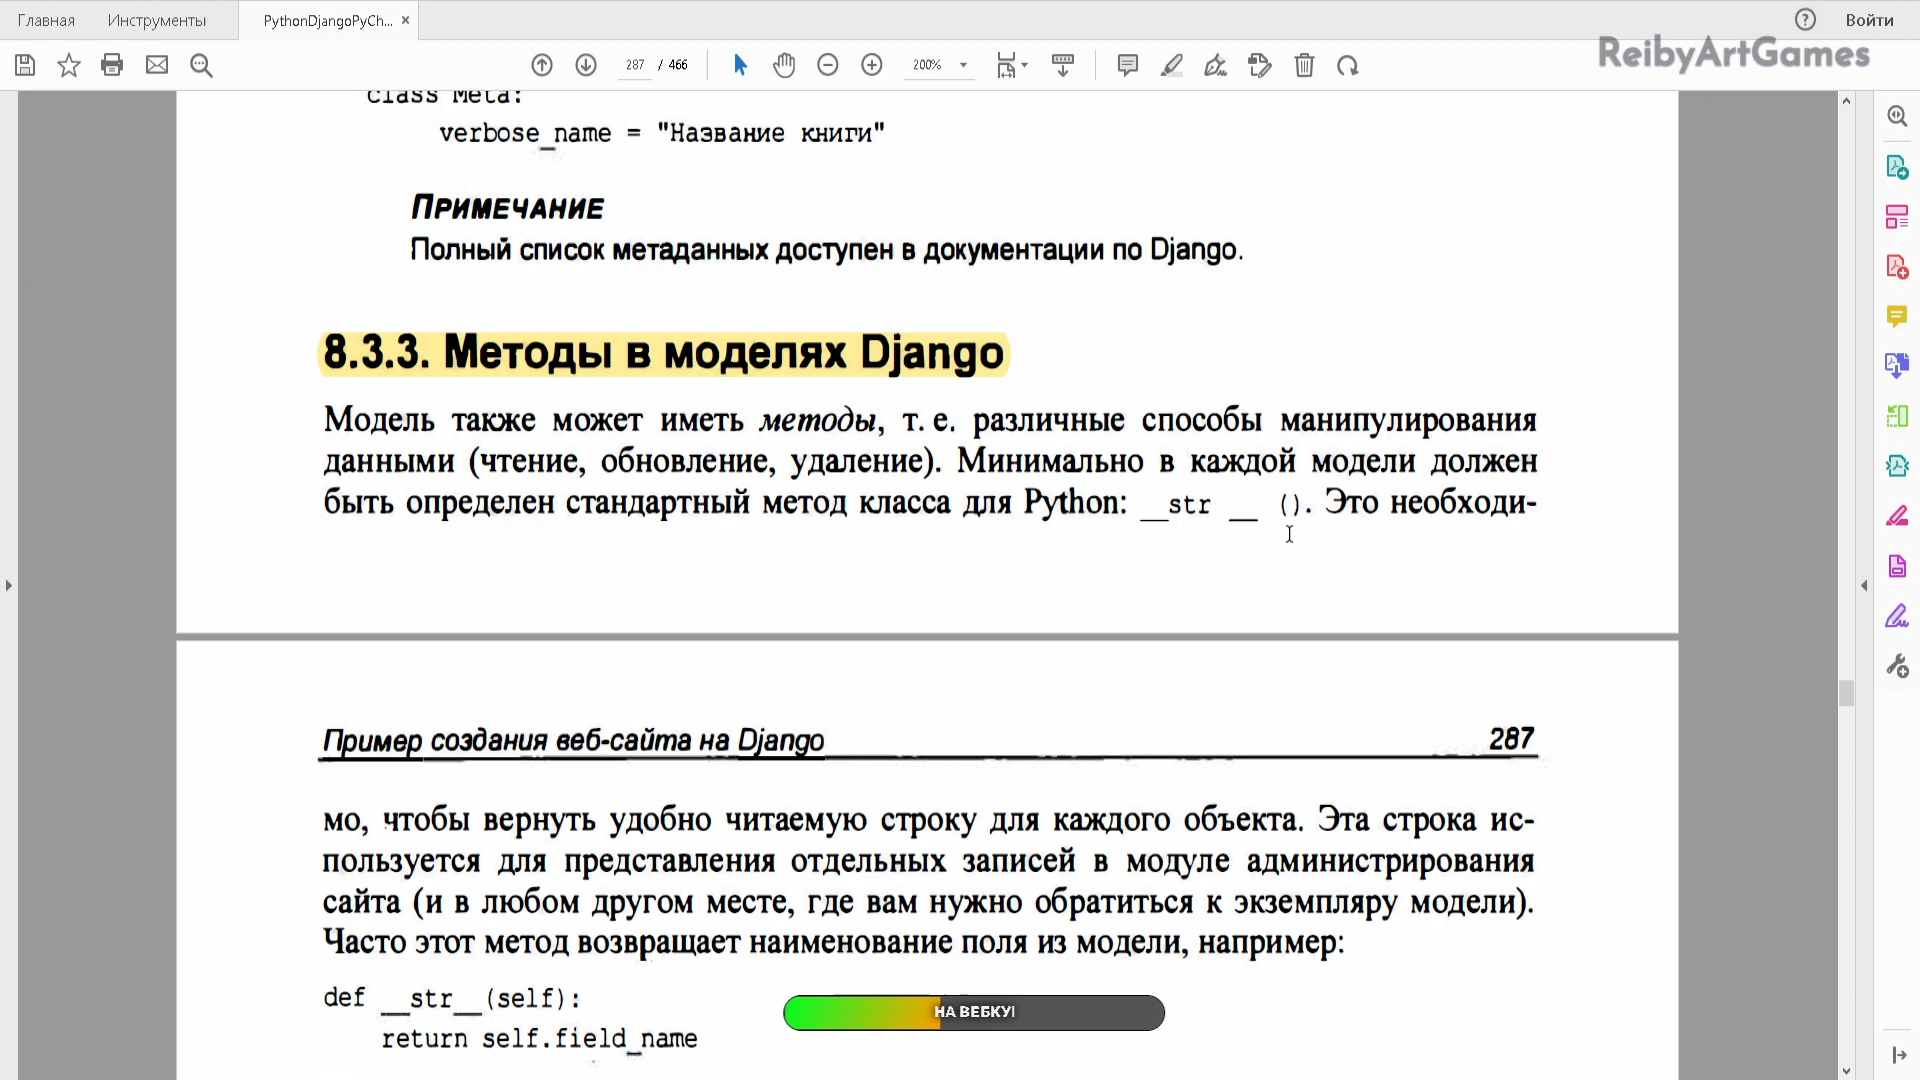 Главная
Инструменты
PythonDjangoPyCh...
Войти
ReibyArtGames
287 / 466
200%
class Meta:
verbose_name = "Название книги"
ПРИМЕЧАНИЕ
Полный список метаданных доступен в документации по Django.
8.3.3. Методы в моделях Django
Модель также может иметь методы, т. е. различные способы манипулирования
данными (чтение, обновление, удаление). Минимально в каждой модели должен
быть определен стандартный метод класса для Python: __str __ (). Это необходи-
Пример создания веб-сайта на Django 287
мо, чтобы вернуть удобно читаемую строку для каждого объекта. Эта строка ис-
пользуется для представления отдельных записей в модуле администрирования
сайта (и в любом другом месте, где вам нужно обратиться к экземпляру модели).
Часто этот метод возвращает наименование поля из модели, например:
def __str__(self):
return self.field_name
НА ВЕБКУ!